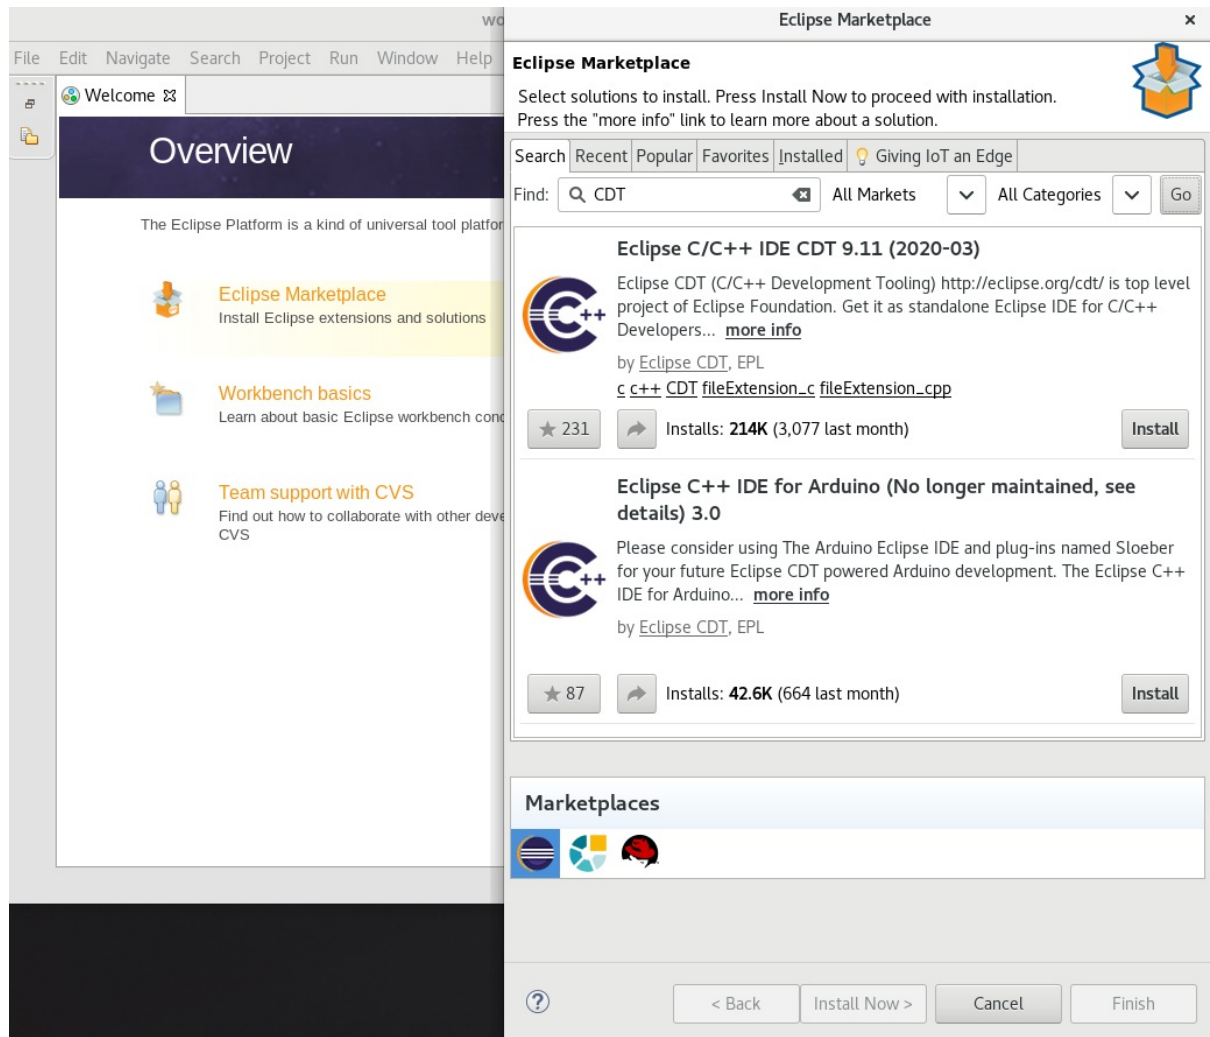 wo
File Edit Navigate Search Project Run Window Help
Welcome
Overview
The Eclipse Platform is a kind of universal tool platfor
Eclipse Marketplace
Install Eclipse extensions and solutions
Workbench basics
Learn about basic Eclipse workbench conc
Team support with CVS
Find out how to collaborate with other deve
CVS
Eclipse Marketplace
Eclipse Marketplace
Select solutions to install. Press Install Now to proceed with installation.
Press the "more info" link to learn more about a solution.
Search Recent Popular Favorites Installed Giving IoT an Edge
Find: CDT All Markets All Categories Go
Eclipse C/C++ IDE CDT 9.11 (2020-03)
Eclipse CDT (C/C++ Development Tooling) http://eclipse.org/cdt/ is top level
project of Eclipse Foundation. Get it as standalone Eclipse IDE for C/C++
Developers... more info
by Eclipse CDT, EPL
c c++ CDT fileExtension_c fileExtension_cpp
231 Installs: 214K (3,077 last month) Install
Eclipse C++ IDE for Arduino (No longer maintained, see
details) 3.0
Please consider using The Arduino Eclipse IDE and plug-ins named Sloeber
for your future Eclipse CDT powered Arduino development. The Eclipse C++
IDE for Arduino... more info
by Eclipse CDT, EPL
87 Installs: 42.6K (664 last month) Install
Marketplaces
? < Back Install Now > Cancel Finish